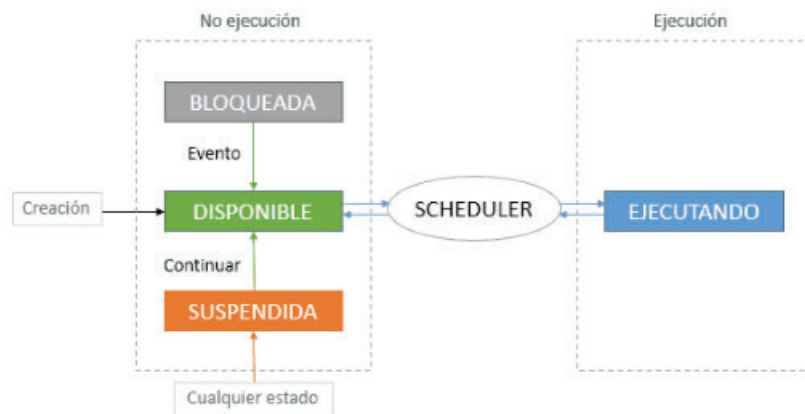 No ejecución
Ejecución
BLOQUEADA
Evento
Creación
DISPONIBLE
SCHEDULER
EJECUTANDO
Continuar
SUSPENDIDA
Cualquier estado